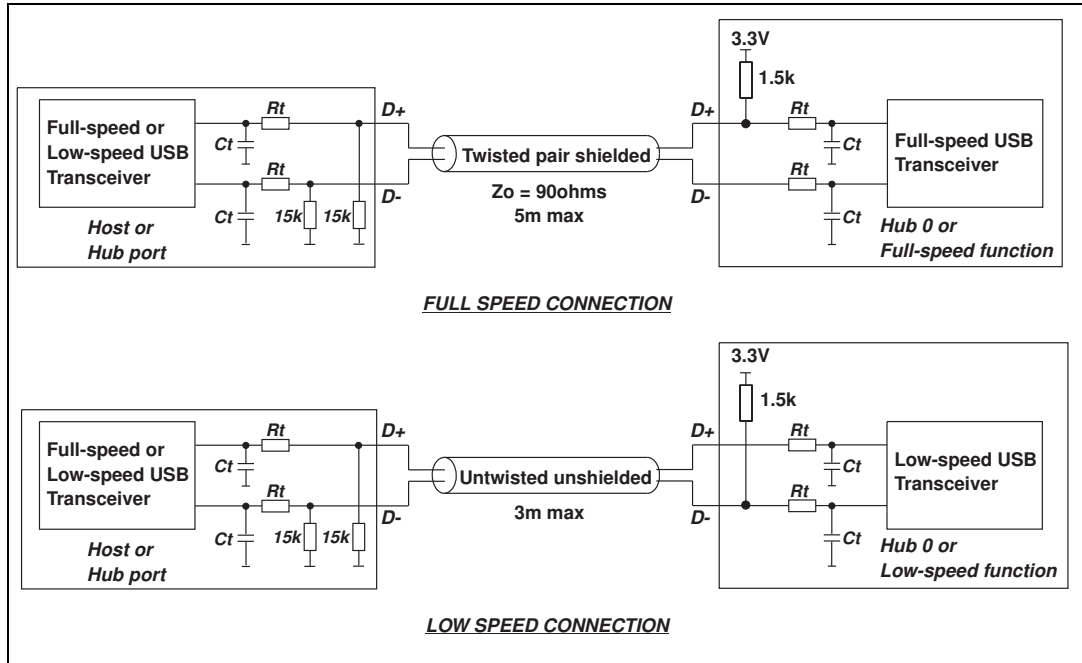 3.3V
1.5k
Rt
D+
D+
Rt
Full-speed or
Low-speed USB
Transceiver
Ct
Twisted pair shielded
Ct
Full-speed USB
Transceiver
Rt
D-
Zo = 90ohms
D-
Rt
Ct
15k
15k
5m max
Ct
Host or
Hub port
Hub 0 or
Full-speed function
FULL SPEED CONNECTION
3.3V
1.5k
Rt
D+
D+
Rt
Full-speed or
Low-speed USB
Transceiver
Ct
Untwisted unshielded
Ct
Low-speed USB
Transceiver
Rt
D-
3m max
D-
Rt
Ct
15k
15k
Ct
Host or
Hub port
Hub 0 or
Low-speed function
LOW SPEED CONNECTION